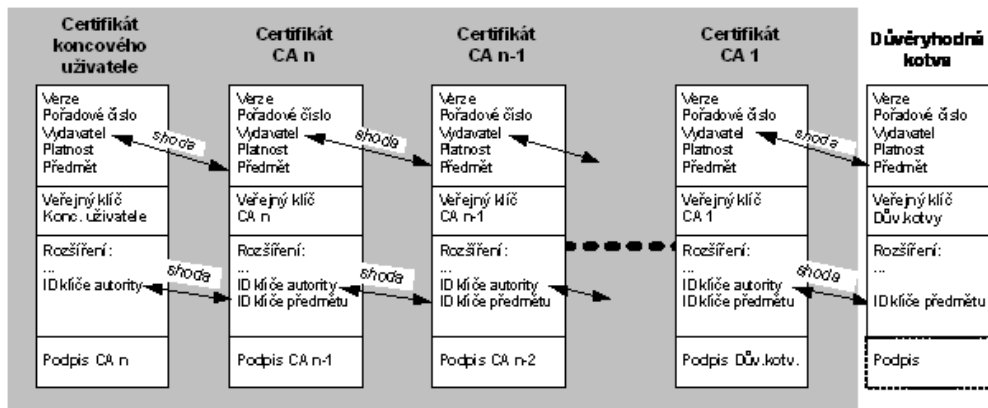 Certifikát
koncového
uživatele
Verze
Pořadové číslo
Vydavatel
Platnost
Předmět
Veřejný klíč
Konc. uživatele
Rozšíření:
...
ID klíče autority
Podpis CA n
shoda
shoda
Certifikát
CA n
Verze
Pořadové číslo
Vydavatel
Platnost
Předmět
Veřejný klíč
CA n
Rozšíření:
...
ID klíče autority
ID klíče předmětu
Podpis CA n-1
shoda
shoda
Certifikát
CA n-1
Verze
Pořadové číslo
Vydavatel
Platnost
Předmět
Veřejný klíč
CA n-1
Rozšíření:
...
ID klíče autority
ID klíče předmětu
Podpis CA n-2
Certifikát
CA 1
Verze
Pořadové číslo
Vydavatel
Platnost
Předmět
Veřejný klíč
CA 1
Rozšíření:
...
ID klíče autority
ID klíče předmětu
Podpis Dův.kotv.
shoda
shoda
Důvěryhodná
kotva
Verze
Pořadové číslo
Vydavatel
Platnost
Předmět
Veřejný klíč
Dův.kotvy
Rozšíření:
...
ID klíče předmětu
Podpis